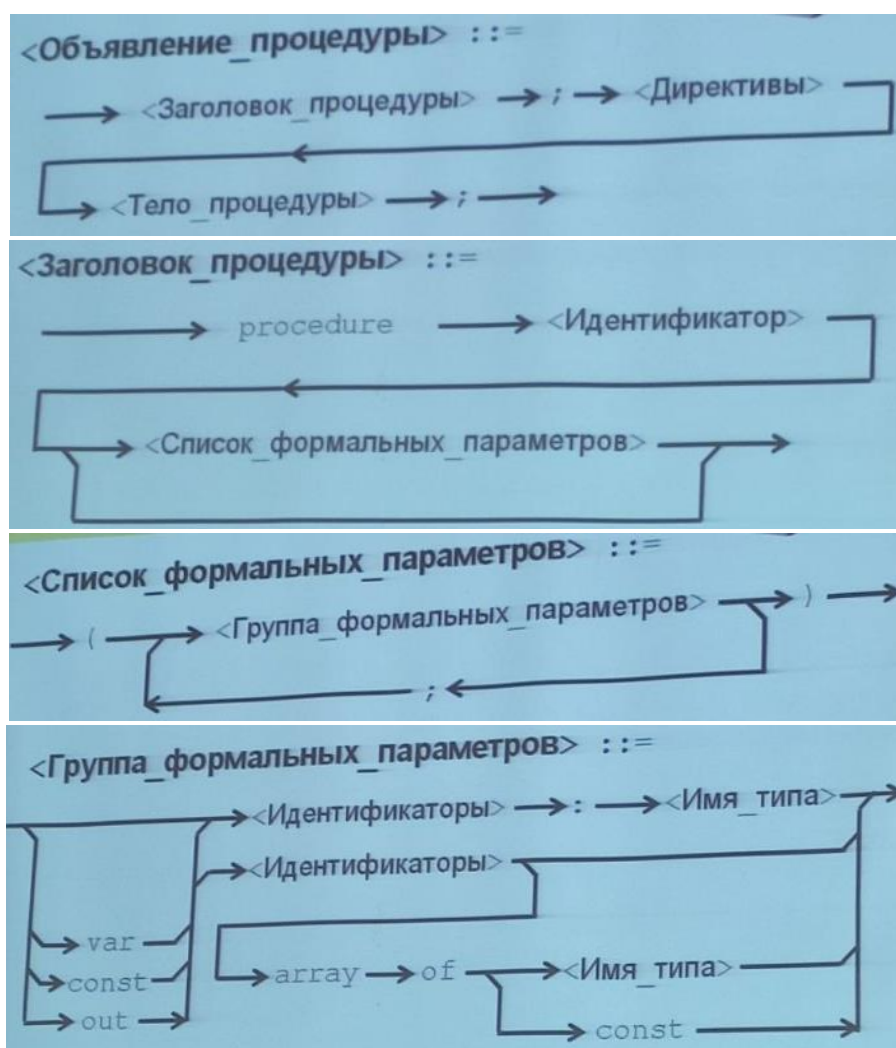 <Объявление_процедуры> ::=
<Заголовок_процедуры> ; <Директивы>
<Тело_процедуры> ;
<Заголовок_процедуры> ::=
procedure <Идентификатор>
<Список_формальных_параметров>
<Список_формальных_параметров> ::=
( <Группа_формальных_параметров> )
;
<Группа_формальных_параметров> ::=
<Идентификаторы> : <Имя_типа>
<Идентификаторы>
var
array of <Имя_типа>
const
out const